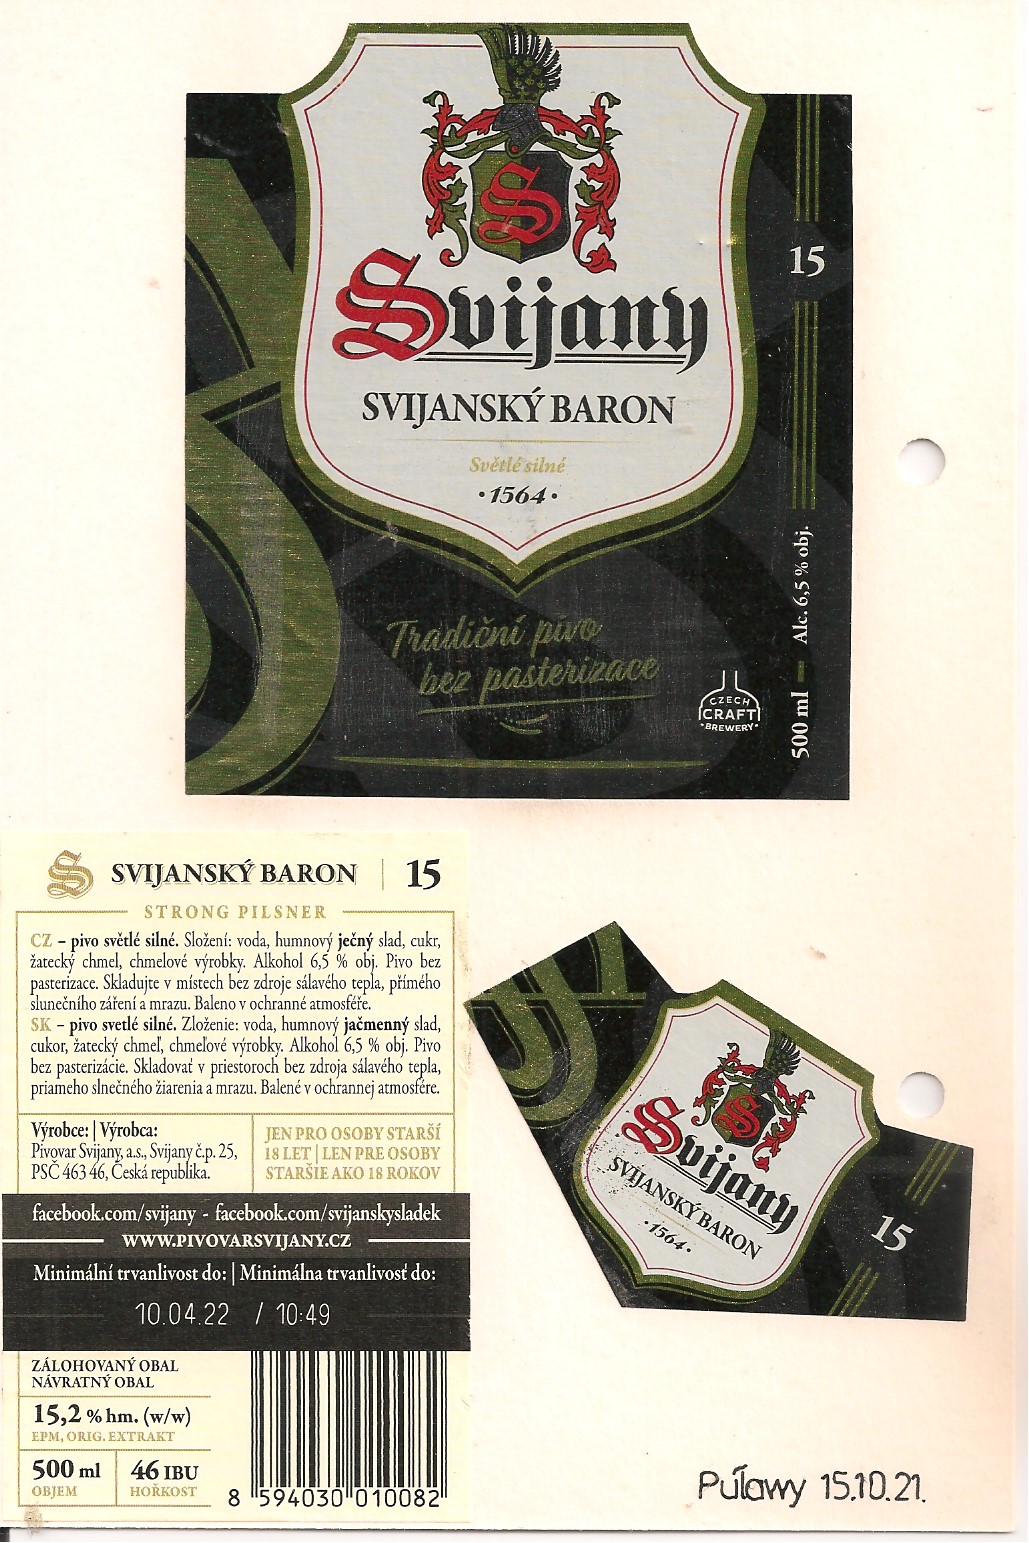 S
Svijany
15
SVIJANSKÝ BARON
Světlé silné
·1564·
Tradiční pivo
bez pasterizace
CZECH
CRAFT
·BREWERY·
500 ml — Alc. 6,5 % obj.
S SVIJANSKÝ BARON | 15
STRONG PILSNER
CZ – pivo světlé silné. Složení: voda, humnový ječný slad, cukr,
žatecký chmel, chmelové výrobky. Alkohol 6,5 % obj. Pivo bez
pasterizace. Skladujte v místech bez zdroje sálavého tepla, přímého
slunečního záření a mrazu. Baleno v ochranné atmosféře.
SK – pivo svetlé silné. Zloženie: voda, humnový jačmenný slad,
cukor, žatecký chmeľ, chmeľové výrobky. Alkohol 6,5 % obj. Pivo
bez pasterizácie. Skladovat v priestoroch bez zdroja sálavého tepla,
priameho slnečného žiarenia a mrazu. Balené v ochrannej atmosfére.
Výrobce: | Výrobca:
Pivovar Svijany, a.s., Svijany č.p. 25,
PSČ 463 46, Česká republika.
JEN PRO OSOBY STARŠÍ
18 LET | LEN PRE OSOBY
STARŠIE AKO 18 ROKOV
facebook.com/svijany - facebook.com/svijanskysladek
WWW.PIVOVARSVIJANY.CZ
Minimální trvanlivost do: | Minimálna trvanlivosť do:
10.04.22 / 10:49
ZÁLOHOVANÝ OBAL
NÁVRATNÝ OBAL
15,2 % hm. (w/w)
EPM, ORIG. EXTRAKT
500 ml
OBJEM
46 IBU
HOŘKOST
8 594030 010082
S
Svijany
SVIJANSKÝ BARON
·1564·
15
Puławy 15.10.21.